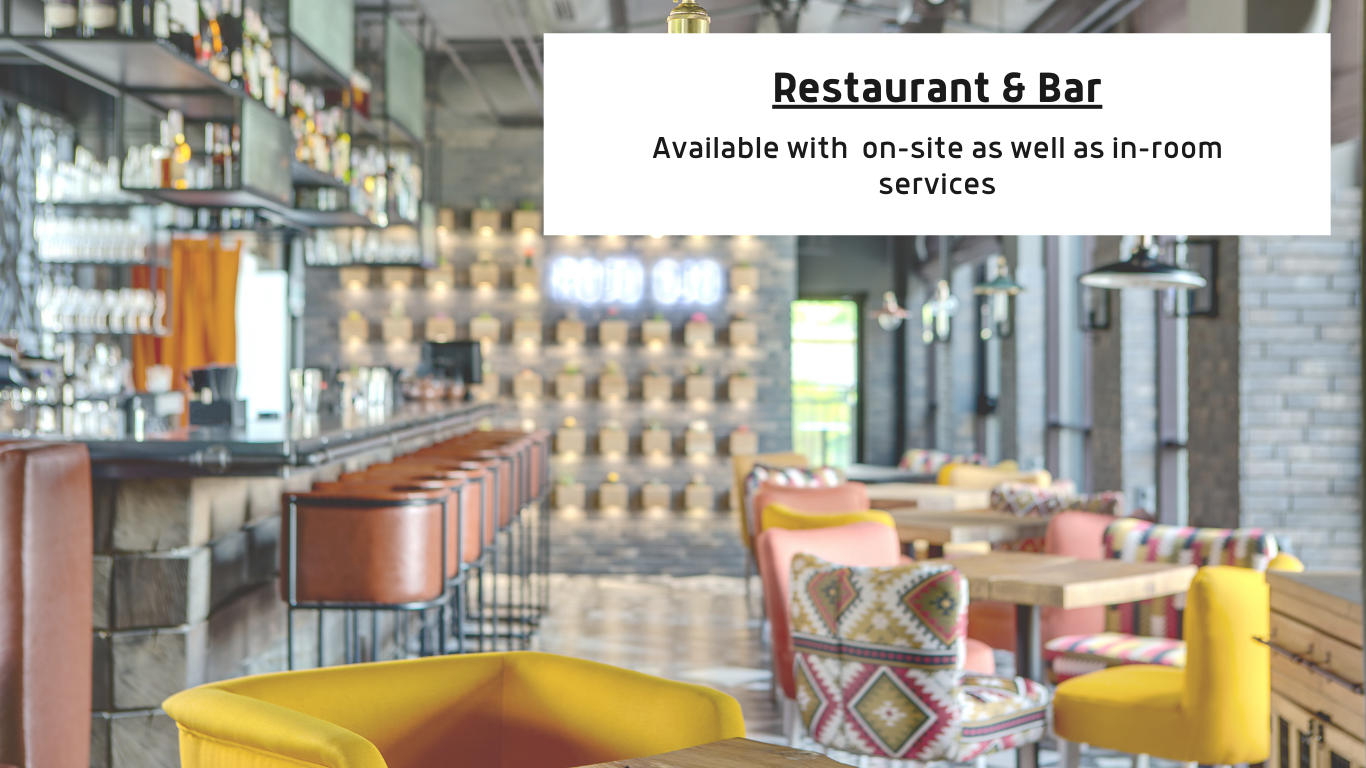 Restaurant & Bar
Available with  on-site as well as in-room
services